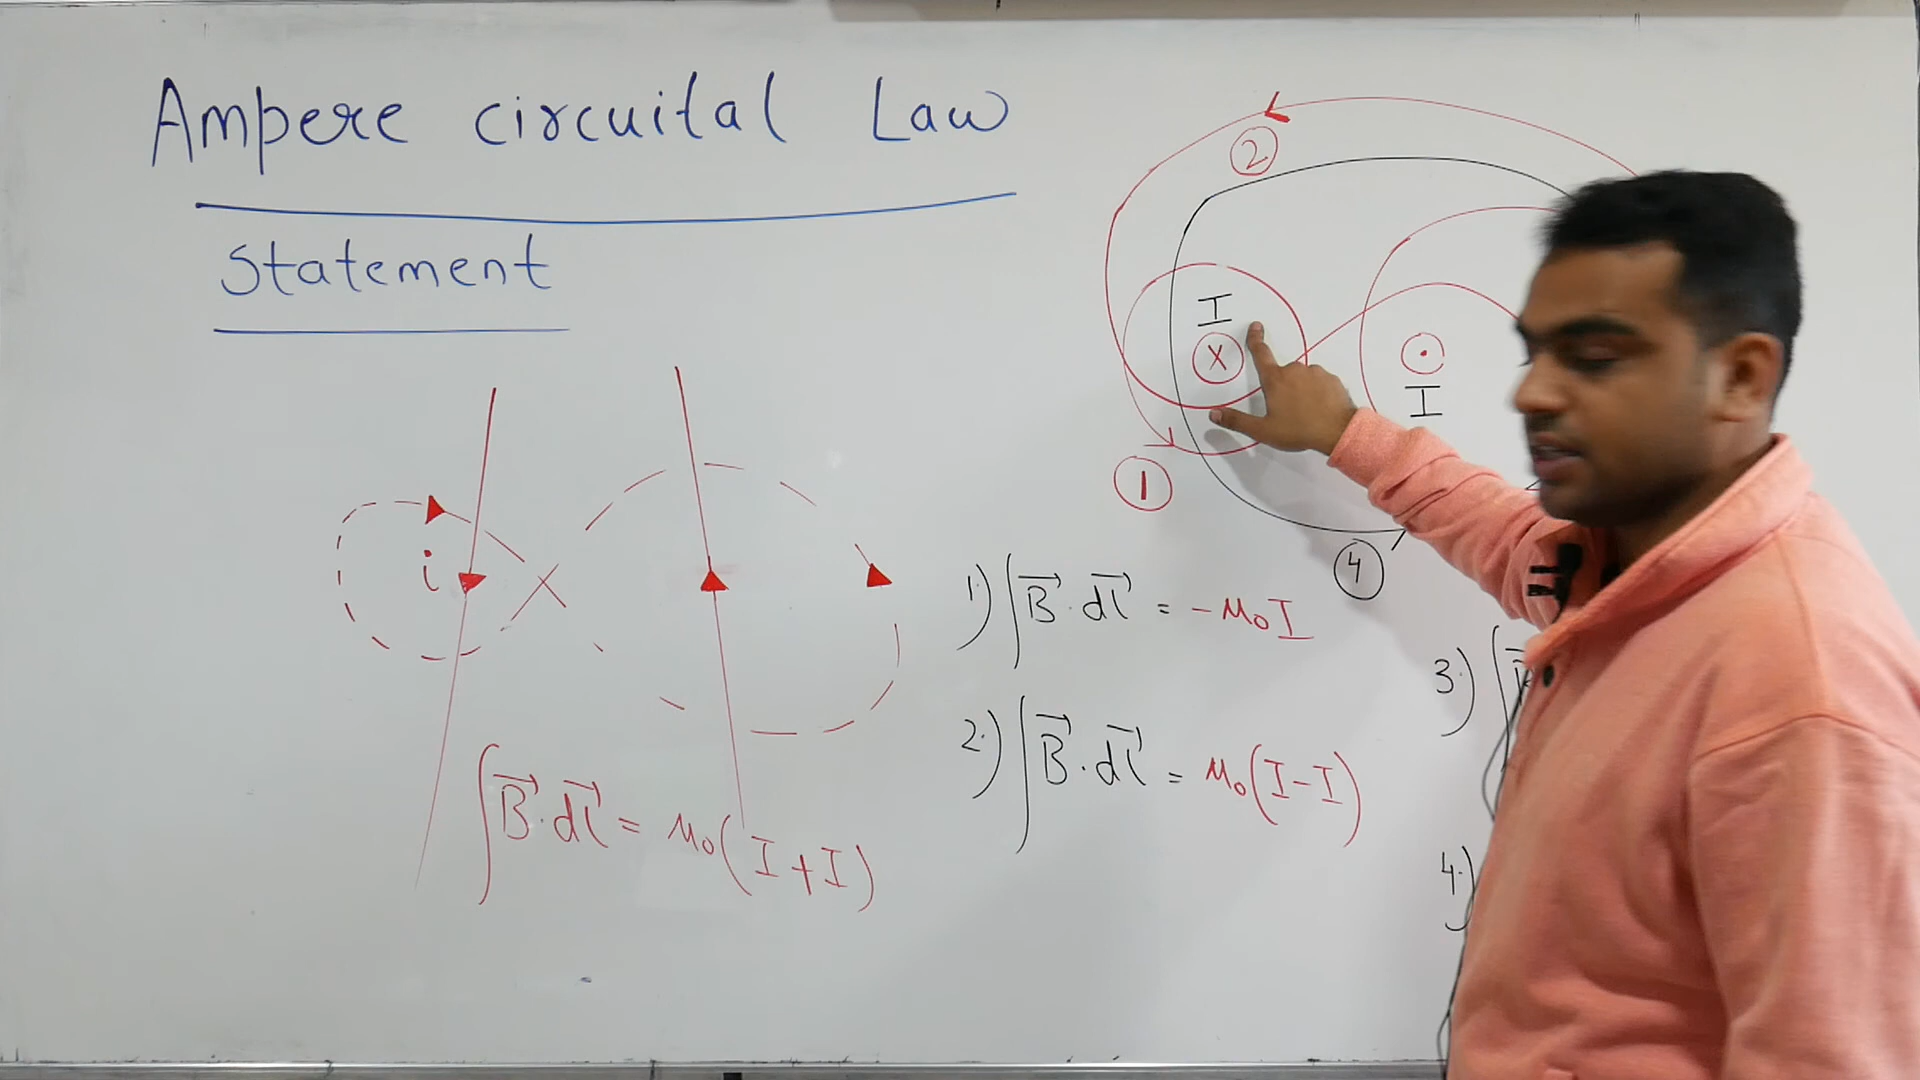 Ampere circuital Law
Statement
2
I
X
I
1
4
i
1) ∫B⃗·dl⃗ = -μ₀I
2.) ∫B⃗·dl⃗ = μ₀(I-I)
3.) ∫
4.)
∫B⃗·dl⃗ = μ₀(I+I)